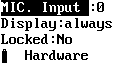 MIC. Input :0
Display:always
Locked:No
Hardware